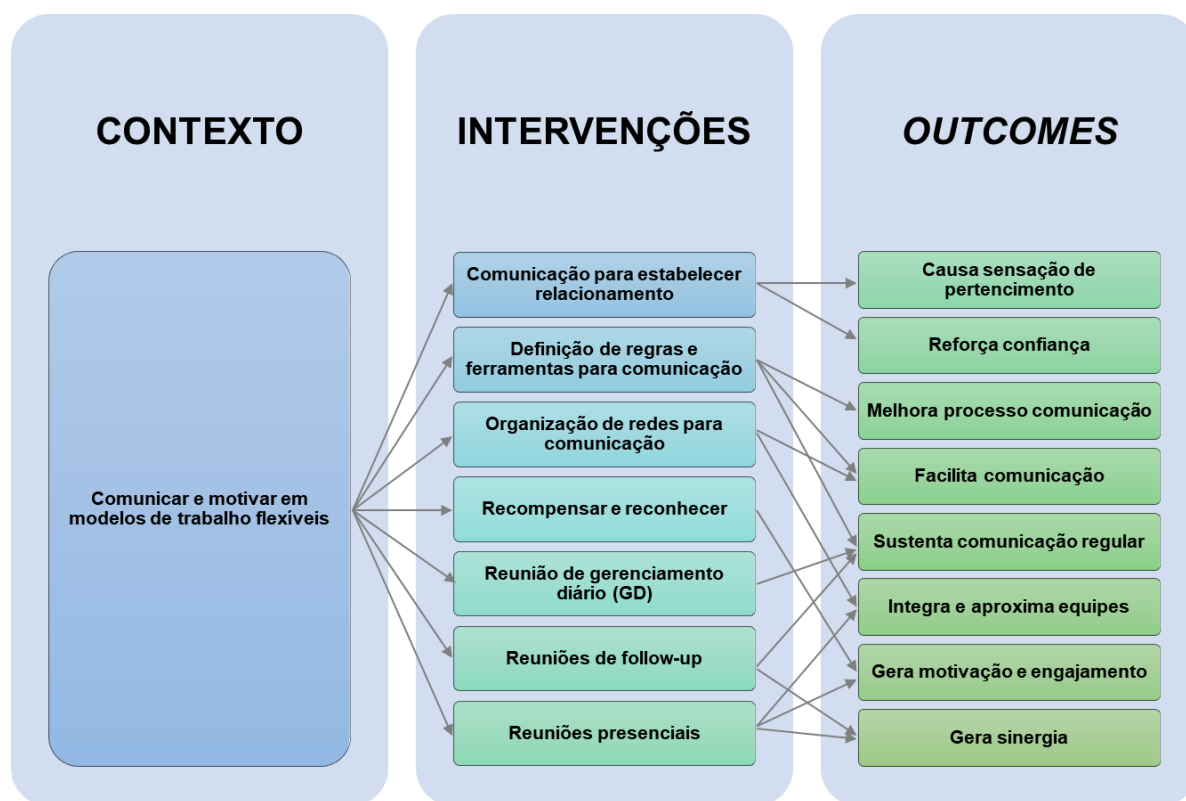 CONTEXTO
Comunicar e motivar em
modelos de trabalho flexíveis
INTERVENÇÕES
Comunicação para estabelecer
relacionamento
Definição de regras e
ferramentas para comunicação
Organização de redes para
comunicação
Recompensar e reconhecer
Reunião de gerenciamento
diário (GD)
Reuniões de follow-up
Reuniões presenciais
OUTCOMES
Causa sensação de
pertencimento
Reforça confiança
Melhora processo comunicação
Facilita comunicação
Sustenta comunicação regular
Integra e aproxima equipes
Gera motivação e engajamento
Gera sinergia